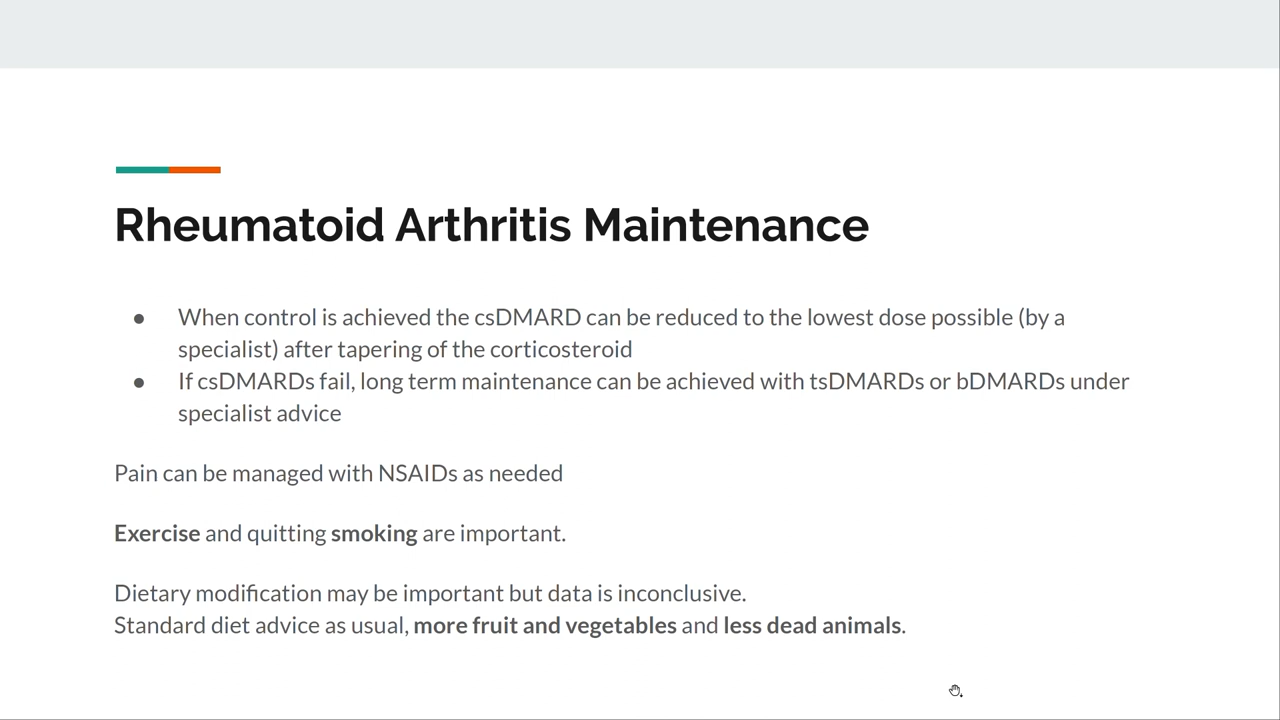 Rheumatoid Arthritis Maintenance
● When control is achieved the csDMARD can be reduced to the lowest dose possible (by a
specialist) after tapering of the corticosteroid
● If csDMARDs fail, long term maintenance can be achieved with tsDMARDs or bDMARDs under
specialist advice
Pain can be managed with NSAIDs as needed
Exercise and quitting smoking are important.
Dietary modification may be important but data is inconclusive.
Standard diet advice as usual, more fruit and vegetables and less dead animals.